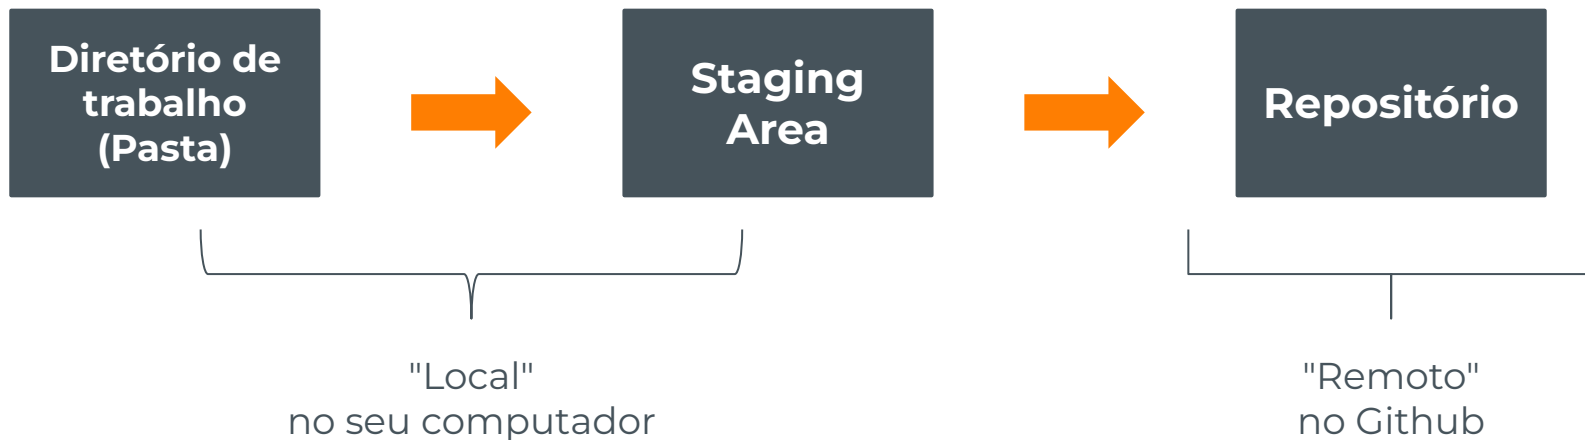 Diretório de
trabalho
(Pasta)
Staging
Area
Repositório
"Local"
no seu computador
"Remoto"
no Github